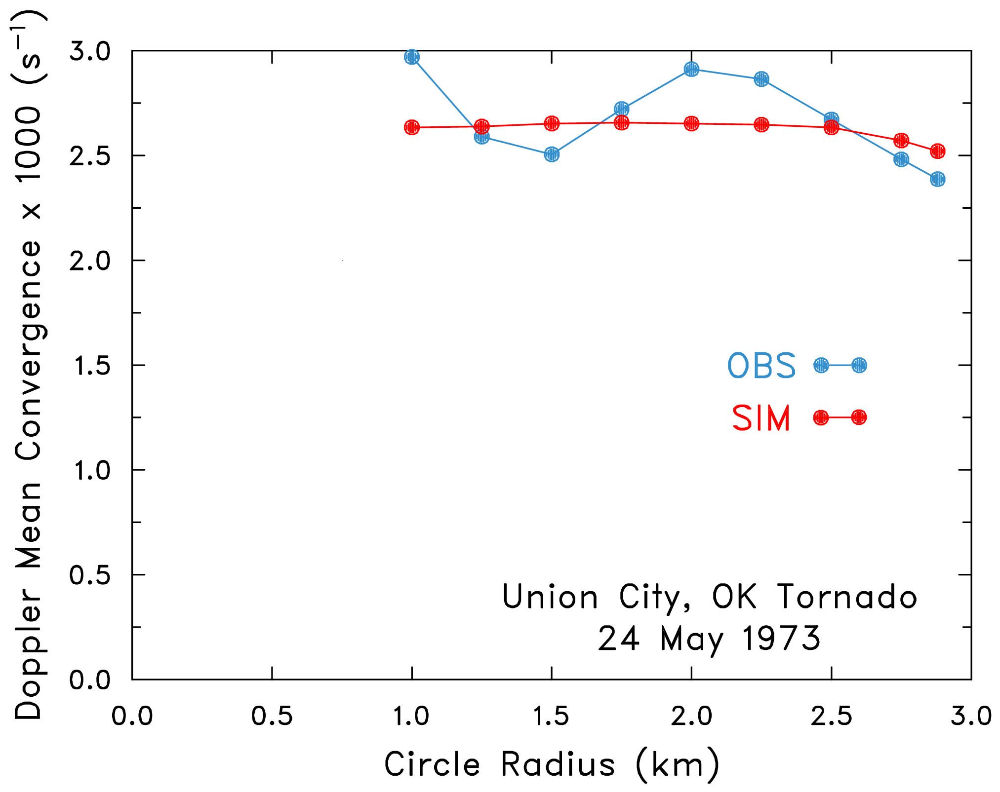 Doppler Mean Convergence x 1000 (s⁻¹)
3.0
2.5
2.0
1.5
1.0
0.5
0.0
OBS
SIM
Union City, OK Tornado
24 May 1973
0.0 0.5 1.0 1.5 2.0 2.5 3.0
Circle Radius (km)